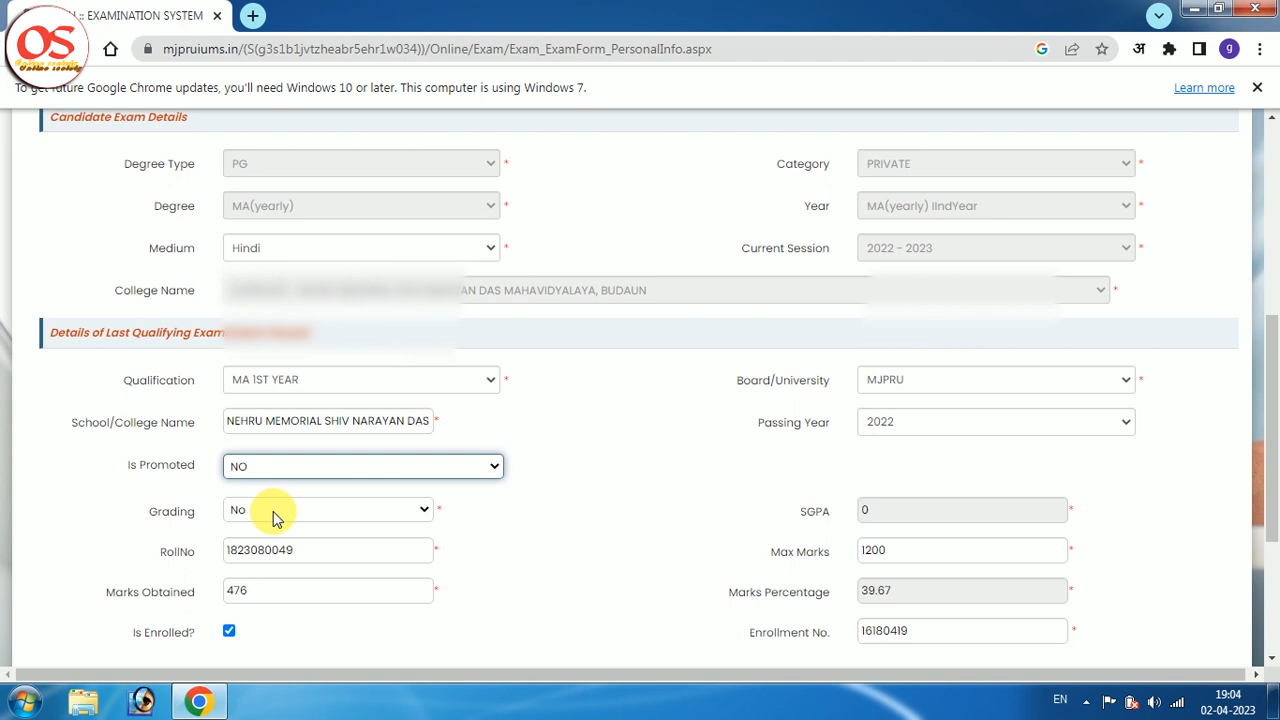 :: EXAMINATION SYSTEM
OS
Online society
mjpruiums.in/(S(g3s1b1jvtzheabr5ehr1w034))/Online/Exam/Exam_ExamForm_PersonalInfo.aspx
अ
g
To get future Google Chrome updates, you'll need Windows 10 or later. This computer is using Windows 7.
Learn more
Candidate Exam Details
Degree Type PG * Category PRIVATE *
Degree MA(yearly) * Year MA(yearly) IIndYear *
Medium Hindi * Current Session 2022 - 2023 *
College Name DAS MAHAVIDYALAYA, BUDAUN *
Details of Last Qualifying
Qualification MA 1ST YEAR * Board/University MJPRU *
School/College Name NEHRU MEMORIAL SHIV NARAYAN DAS * Passing Year 2022
Is Promoted NO
Grading No * SGPA 0 *
RollNo 1823080049 * Max Marks 1200 *
Marks Obtained 476 * Marks Percentage 39.67 *
Is Enrolled? Enrollment No. 16180419 *
EN
19:04
02-04-2023